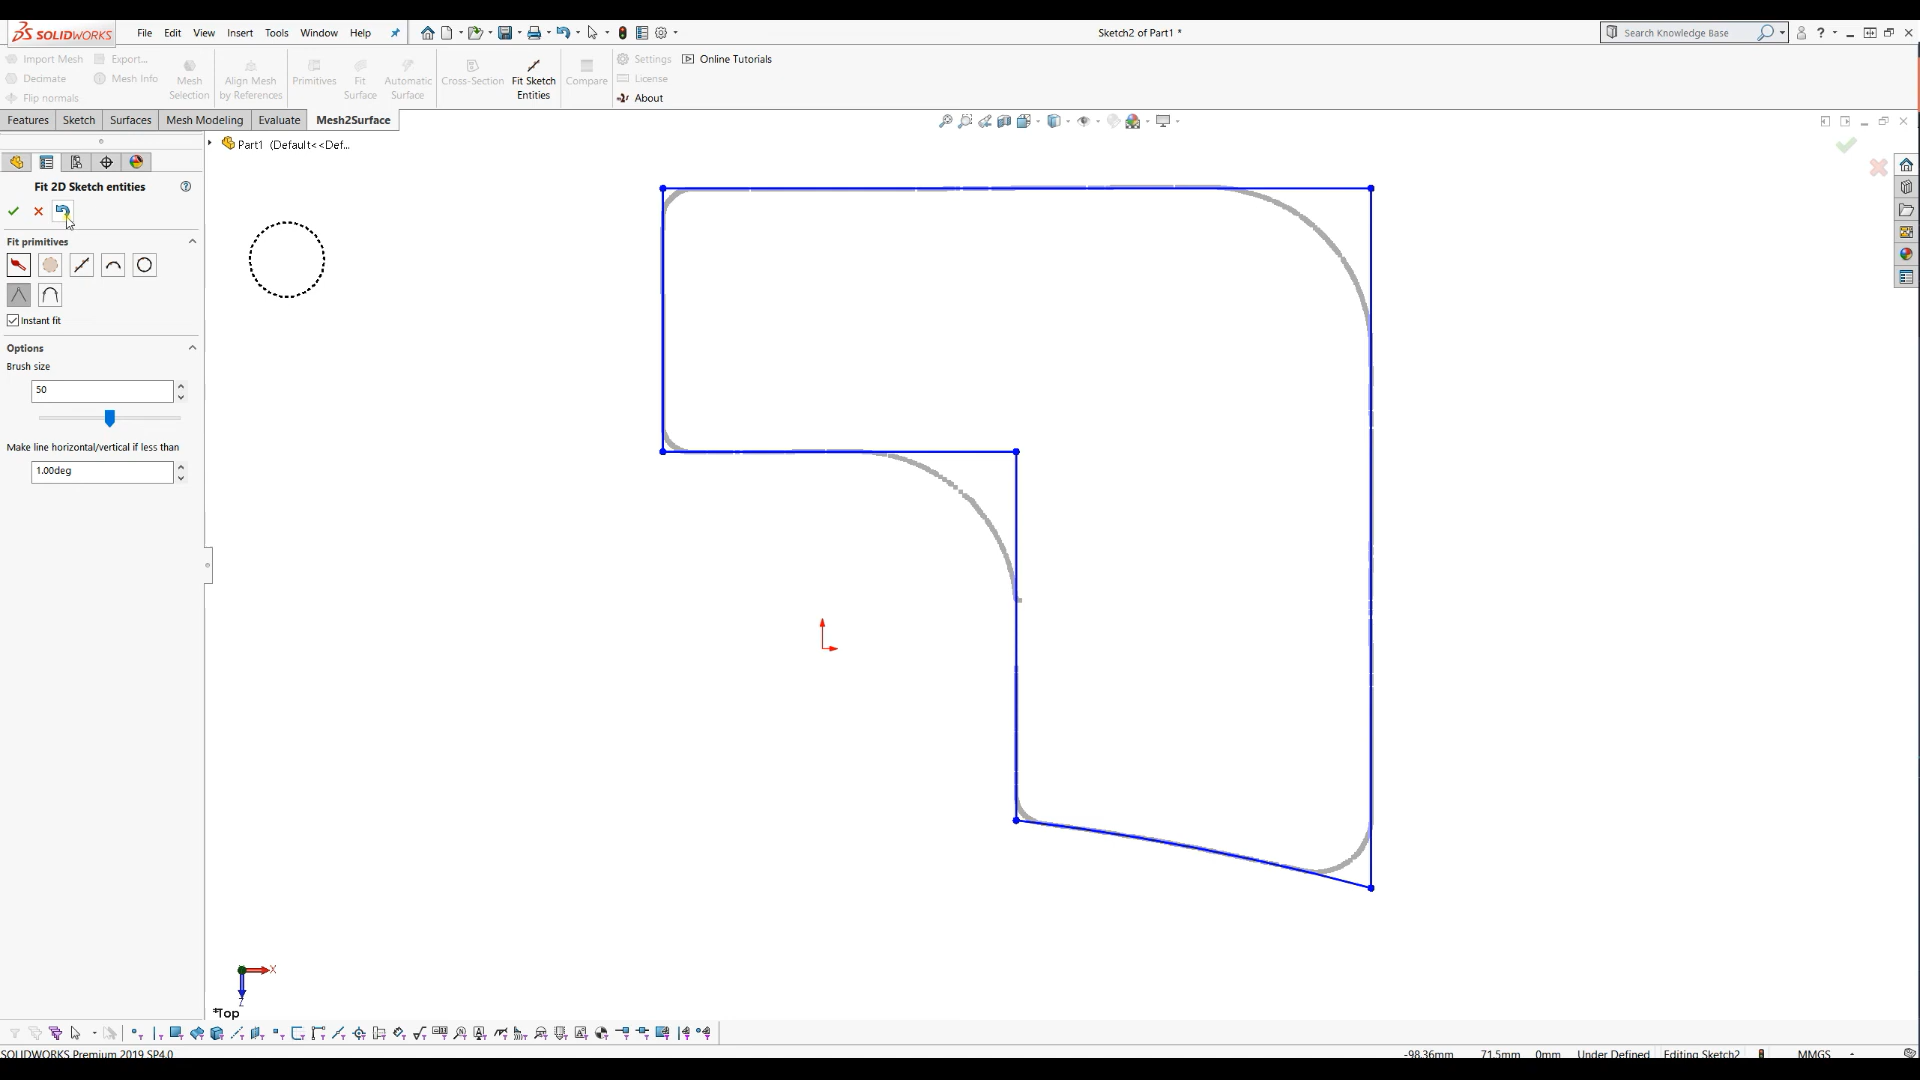 SOLIDWORKS File Edit View Insert Tools Window Help Sketch2 of Part1 * Search Knowledge Base ?
Import Mesh Export... Settings Online Tutorials
Decimate Mesh Info License
Flip normals About
Mesh Selection
Align Mesh by References
Primitives
Fit Surface
Automatic Surface
Cross-Section
Fit Sketch Entities
Compare
Features Sketch Surfaces Mesh Modeling Evaluate Mesh2Surface
Part1 (Default<<Def...
Fit 2D Sketch entities ?
Fit primitives
Instant fit
Options
Brush size
50
Make line horizontal/vertical if less than
1.00deg
X
Z
*Top
SOLIDWORKS Premium 2019 SP4.0 -98.36mm 71.5mm 0mm Under Defined Editing Sketch2 MMGS